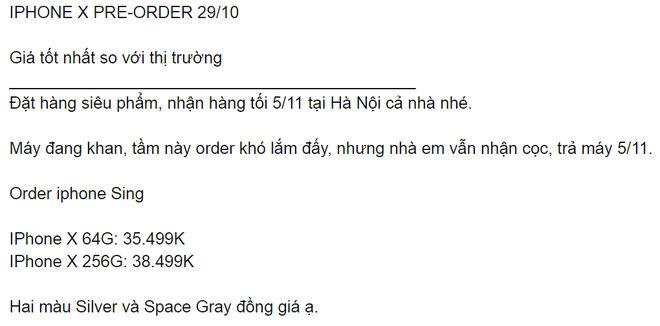 IPHONE X PRE-ORDER 29/10
Giá tốt nhất so với thị trường
Đặt hàng siêu phẩm, nhận hàng tối 5/11 tại Hà Nội cả nhà nhé.
Máy đang khan, tầm này order khó lắm đấy, nhưng nhà em vẫn nhận cọc, trả máy 5/11.
Order iphone Sing
IPhone X 64G: 35.499K
IPhone X 256G: 38.499K
Hai màu Silver và Space Gray đồng giá ạ.